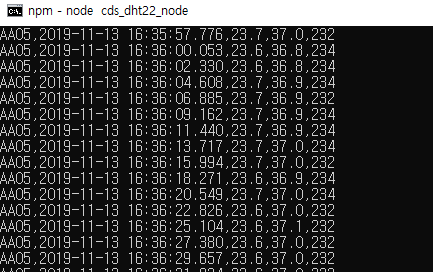 npm - node cds_dht22_node
AA05,2019-11-13 16:35:57.776,23.7,37.0,232
AA05,2019-11-13 16:36:00.053,23.6,36.8,234
AA05,2019-11-13 16:36:02.330,23.6,36.9,234
AA05,2019-11-13 16:36:04.608,23.7,36.9,234
AA05,2019-11-13 16:36:06.885,23.7,36.9,232
AA05,2019-11-13 16:36:09.162,23.7,36.9,234
AA05,2019-11-13 16:36:11.440,23.7,36.9,234
AA05,2019-11-13 16:36:13.717,23.7,37.0,234
AA05,2019-11-13 16:36:15.994,23.7,37.0,232
AA05,2019-11-13 16:36:18.271,23.6,36.9,234
AA05,2019-11-13 16:36:20.549,23.7,37.0,234
AA05,2019-11-13 16:36:22.826,23.6,37.0,232
AA05,2019-11-13 16:36:25.104,23.6,37.1,232
AA05,2019-11-13 16:36:27.380,23.6,37.0,232
AA05,2019-11-13 16:36:29.657,23.6,37.0,232